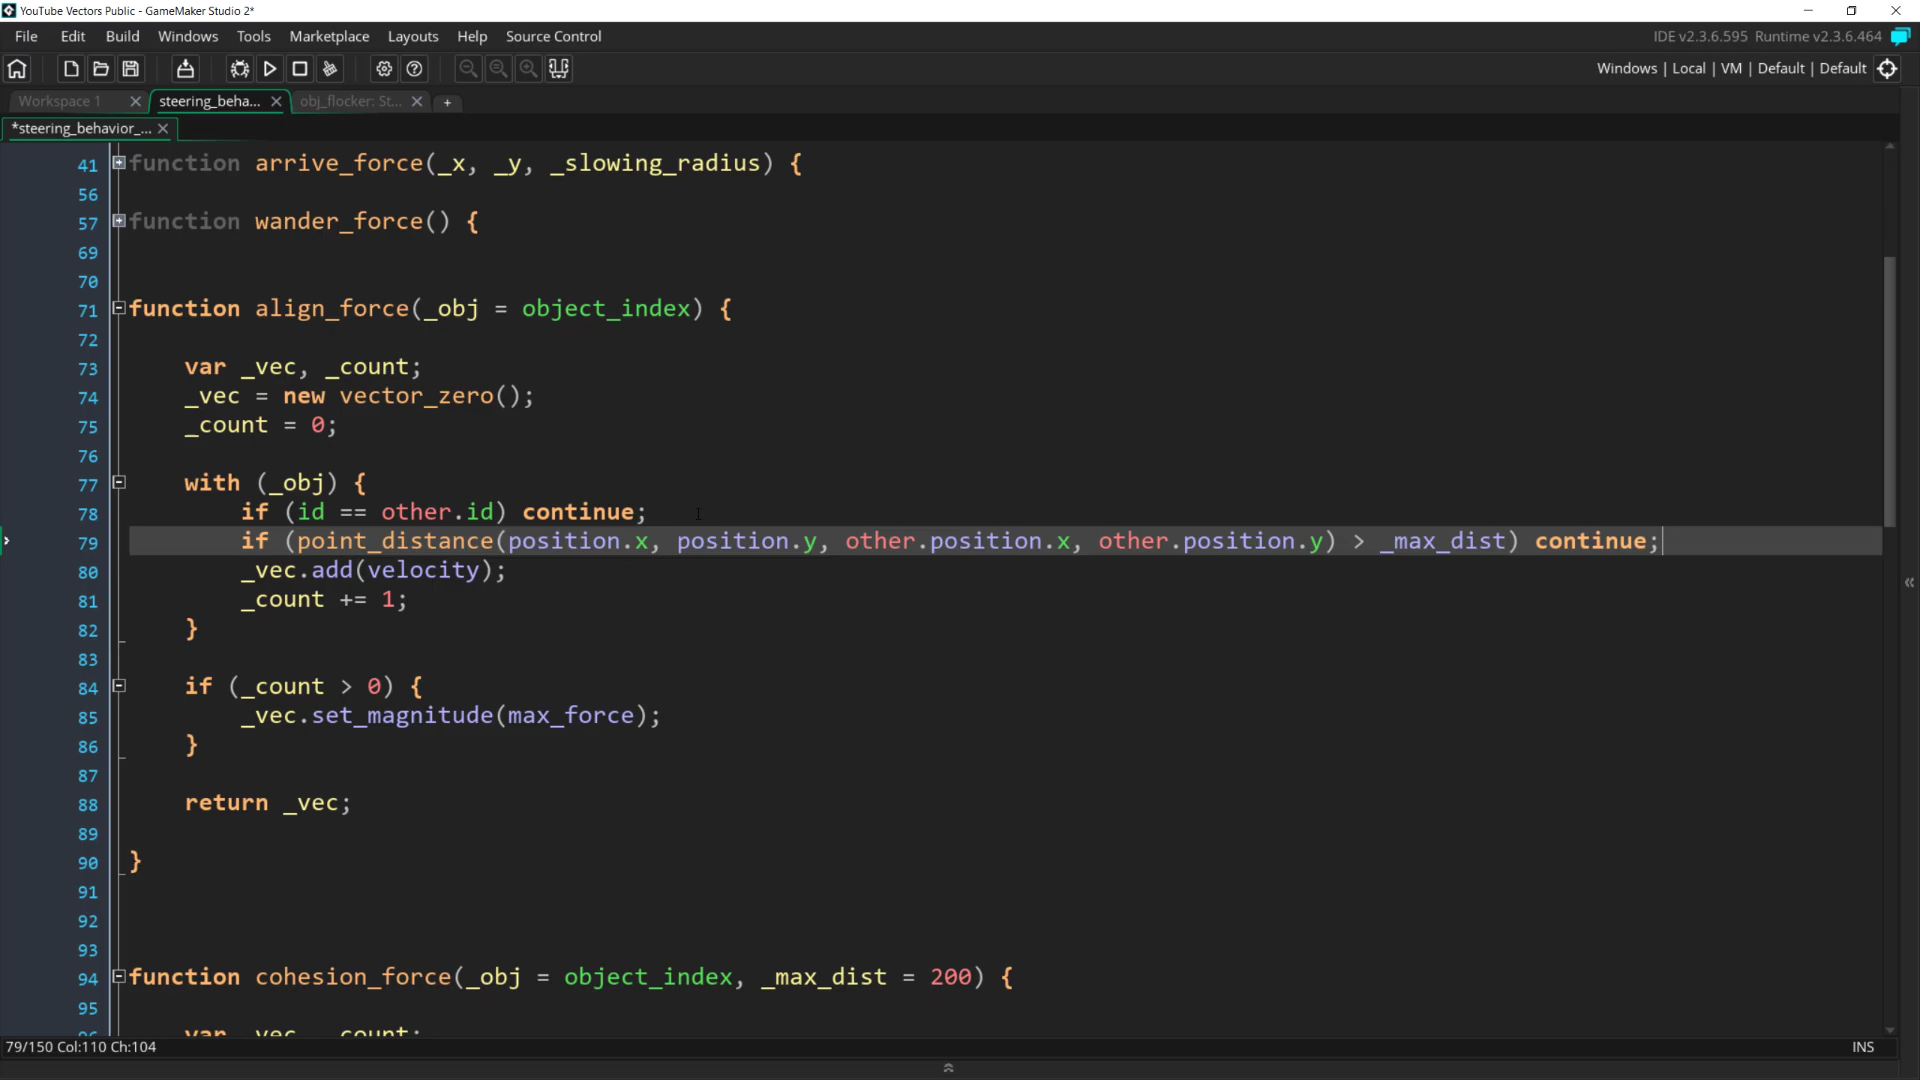 YouTube Vectors Public - GameMaker Studio 2*
File Edit Build Windows Tools Marketplace Layouts Help Source Control
IDE v2.3.6.595 Runtime v2.3.6.464
Windows | Local | VM | Default | Default
Workspace 1
steering_beha...
obj_flocker: St...
*steering_behavior_...
41 function arrive_force(_x, _y, _slowing_radius) {
56
57 function wander_force() {
69
70
71 function align_force(_obj = object_index) {
72
73 var _vec, _count;
74 _vec = new vector_zero();
75 _count = 0;
76
77 with (_obj) {
78 if (id == other.id) continue;
79 if (point_distance(position.x, position.y, other.position.x, other.position.y) > _max_dist) continue;
80 _vec.add(velocity);
81 _count += 1;
82 }
83
84 if (_count > 0) {
85 _vec.set_magnitude(max_force);
86 }
87
88 return _vec;
89
90 }
91
92
93
94 function cohesion_force(_obj = object_index, _max_dist = 200) {
95
96 var _vec, _count;
79/150 Col:110 Ch:104
INS